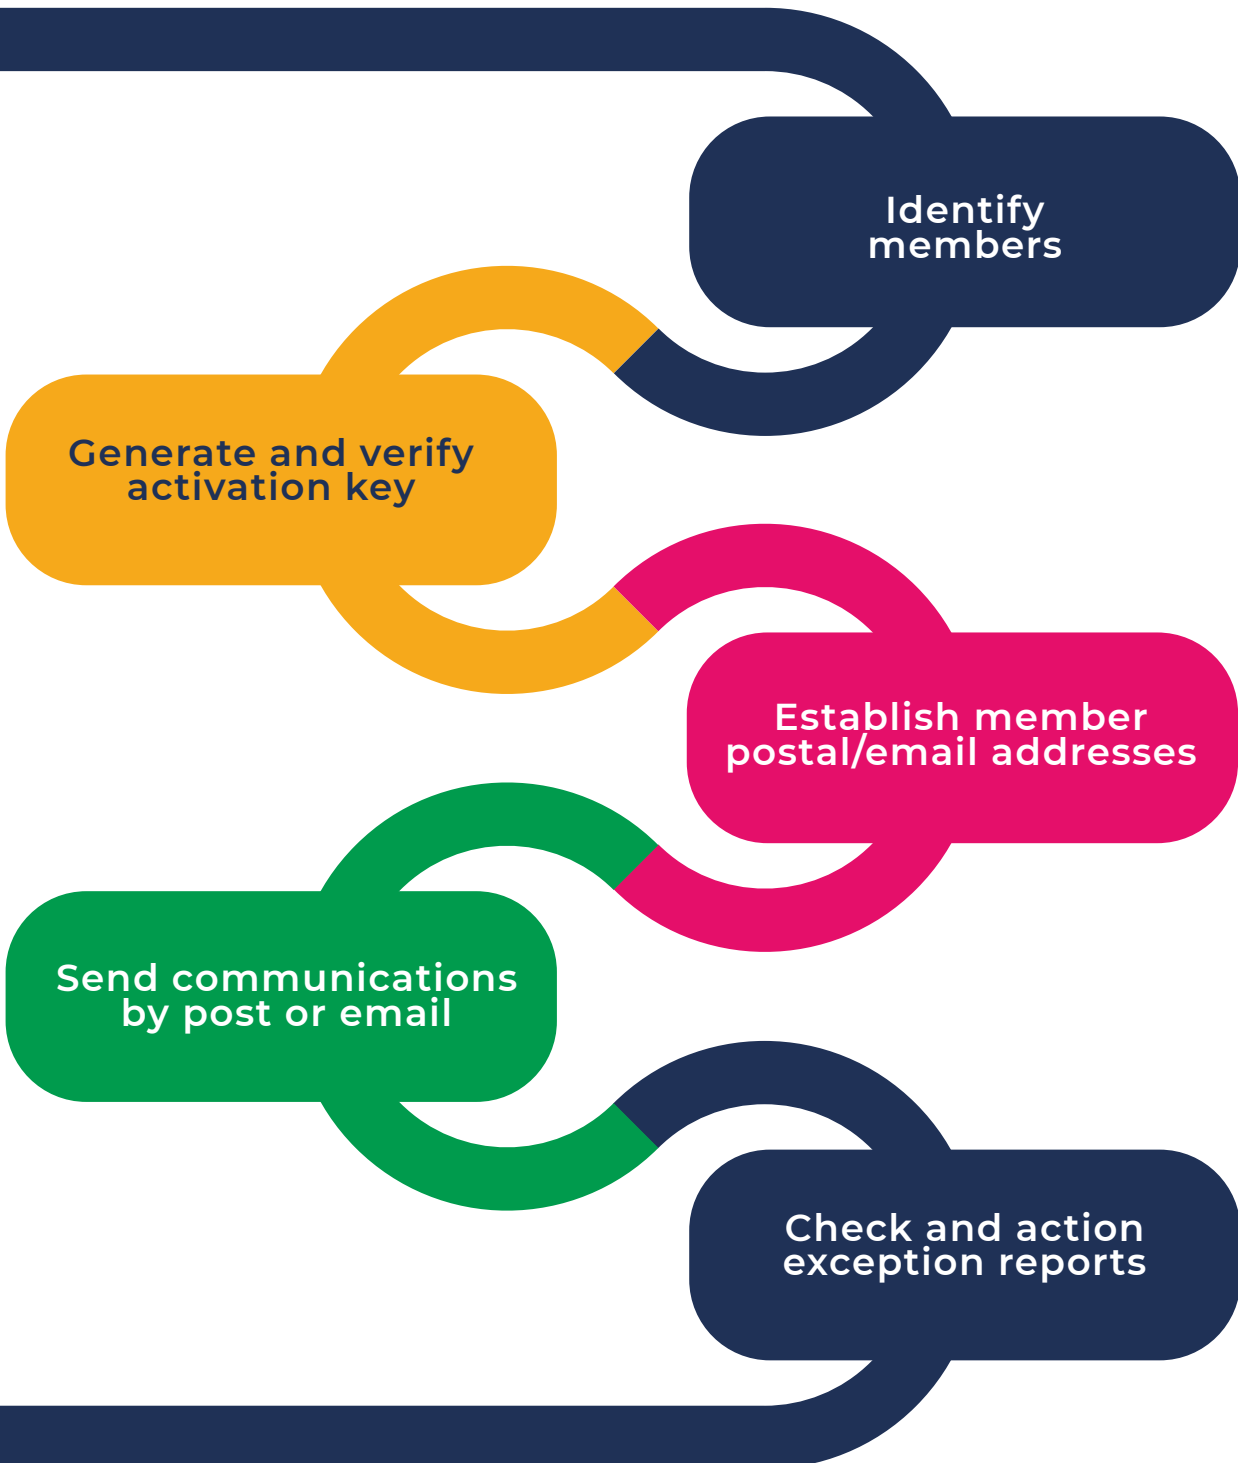 Identify
members
Generate and verify
activation key
Establish member
postal/email addresses
Send communications
by post or email
Check and action
exception reports